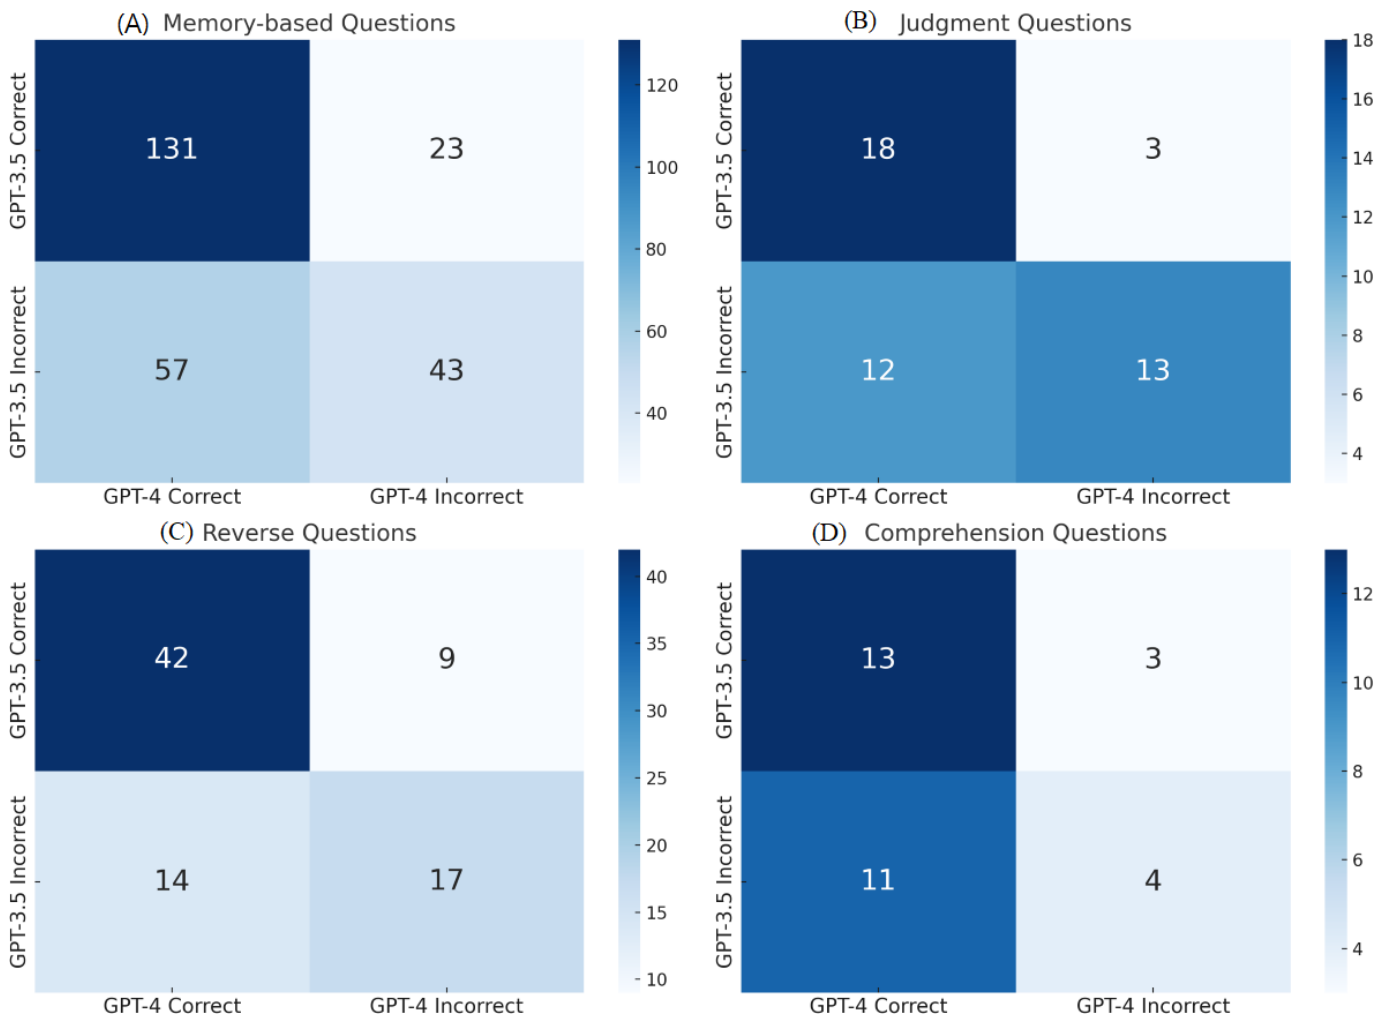 (A) Memory-based Questions
GPT-3.5 Correct
GPT-3.5 Incorrect
131
23
57
43
GPT-4 Correct
GPT-4 Incorrect
120
100
80
60
40
(B) Judgment Questions
GPT-3.5 Correct
GPT-3.5 Incorrect
18
3
12
13
GPT-4 Correct
GPT-4 Incorrect
18
16
14
12
10
8
6
4
(C) Reverse Questions
GPT-3.5 Correct
GPT-3.5 Incorrect
42
9
14
17
GPT-4 Correct
GPT-4 Incorrect
40
35
30
25
20
15
10
(D) Comprehension Questions
GPT-3.5 Correct
GPT-3.5 Incorrect
13
3
11
4
GPT-4 Correct
GPT-4 Incorrect
12
10
8
6
4